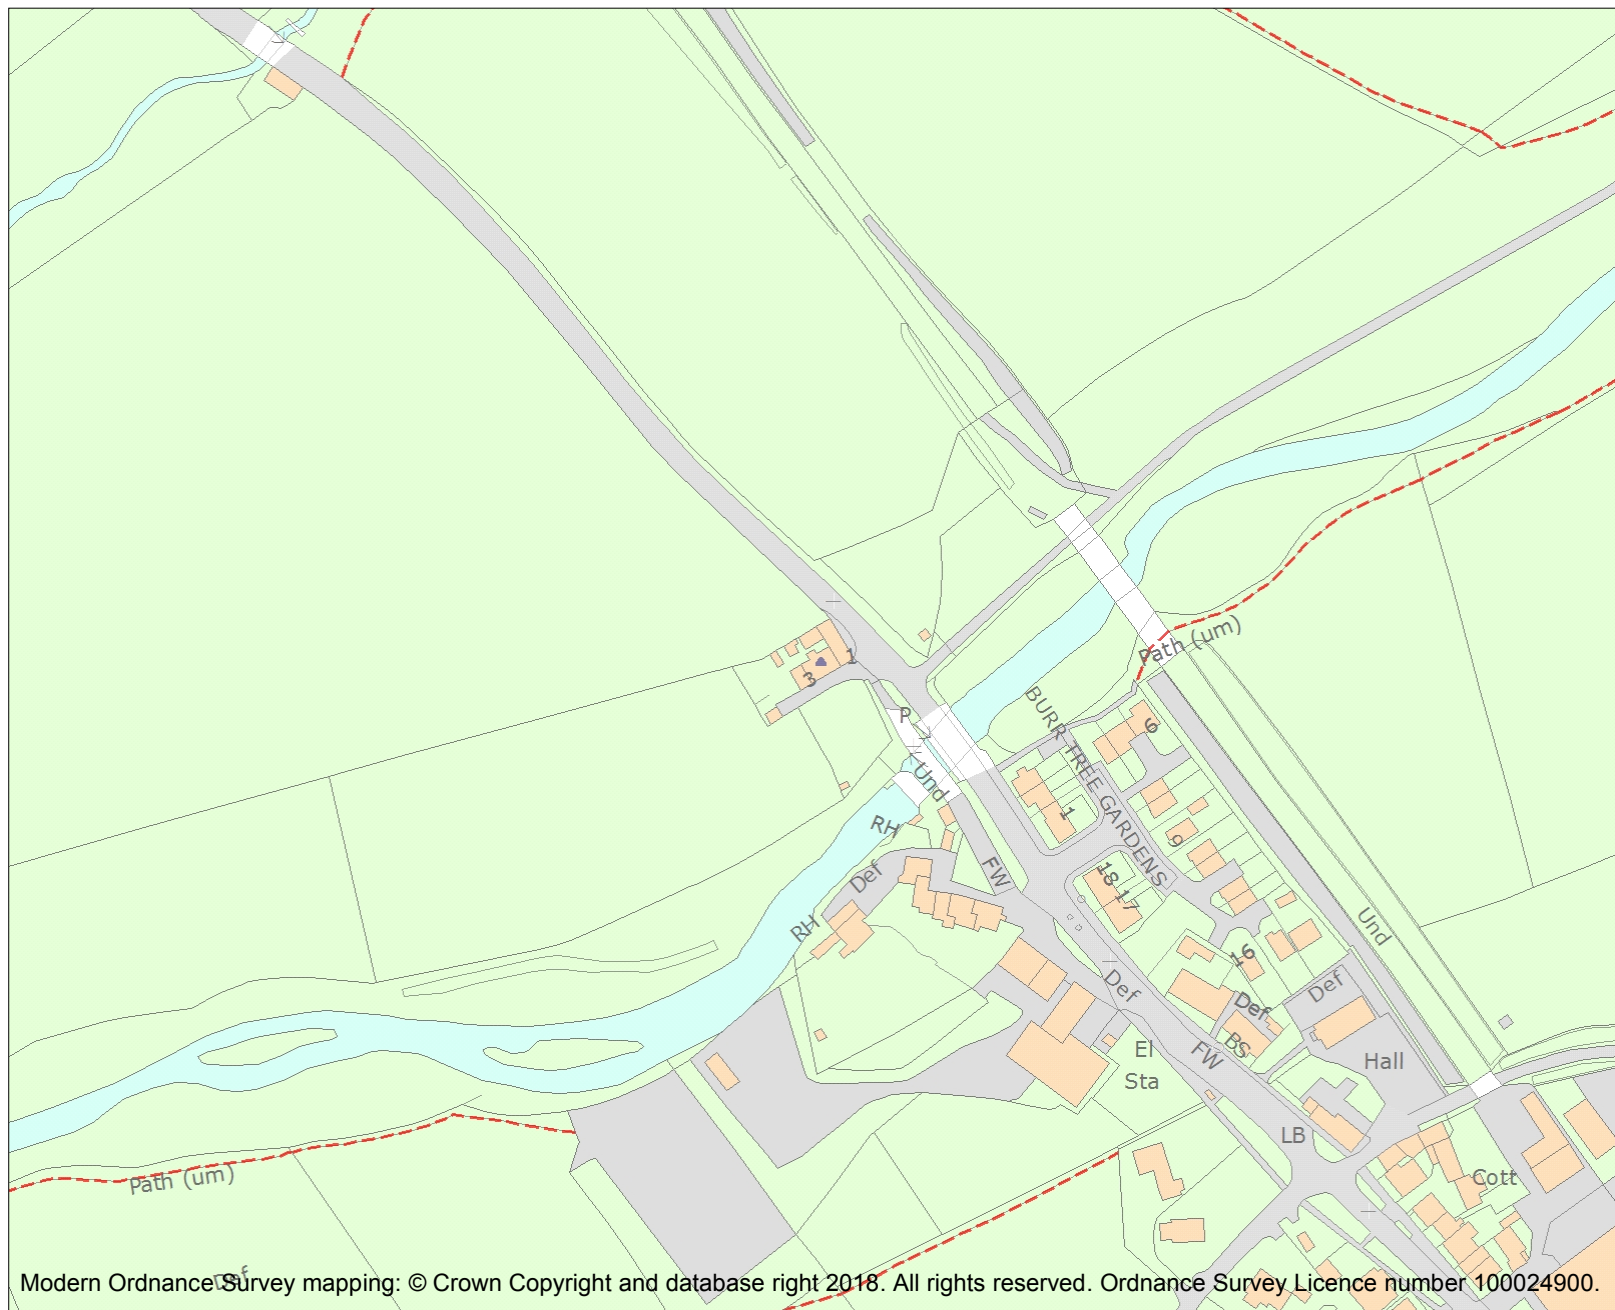 Path (um)
BURR TREE GARDENS
1
3
P
Und
6
1
9
RH
Def
FW
18
17
RH
Und
16
Def
Def
Def
BS
FW
El
Sta
Hall
LB
Cott
Path (um)
Def
Modern Ordnance Survey mapping: © Crown Copyright and database right 2018. All rights reserved. Ordnance Survey Licence number 100024900.